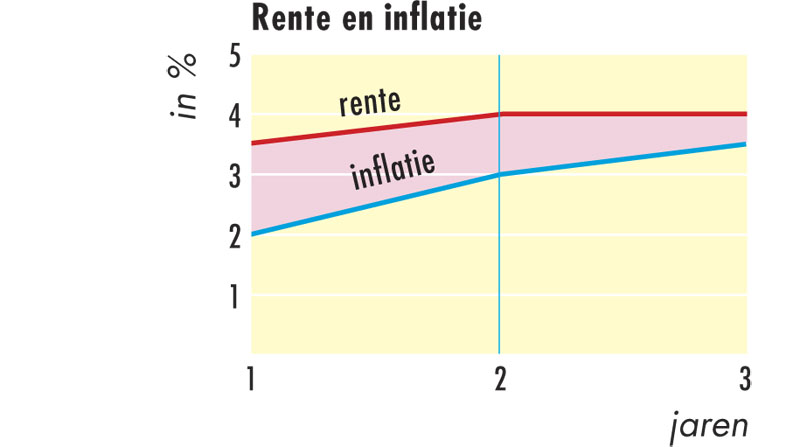 Rente en inflatie
in %
5
4
3
2
1
rente
inflatie
1 2 3
jaren